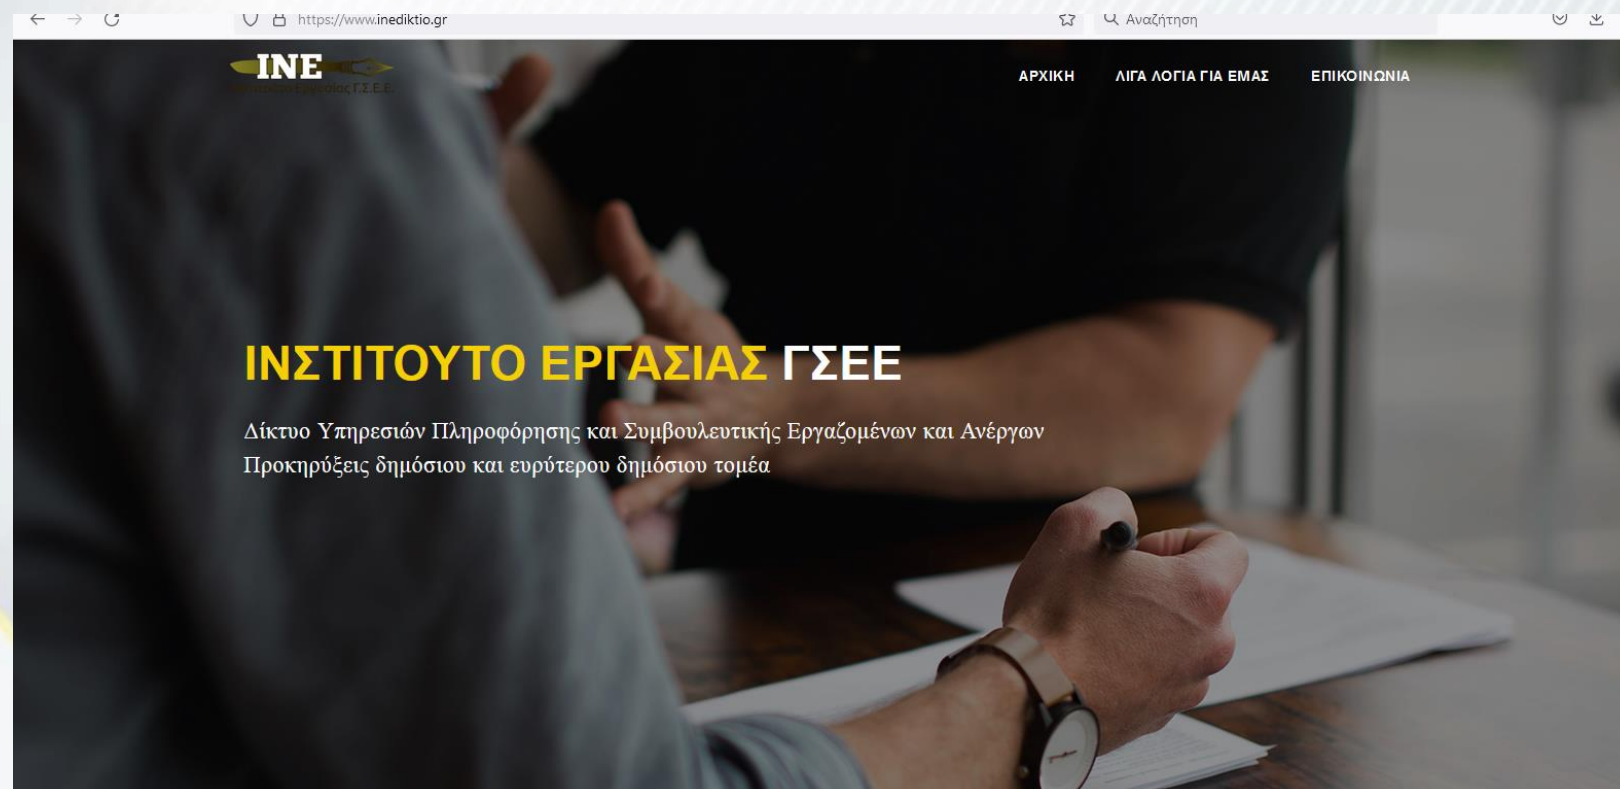 https://www.inediktio.gr
Αναζήτηση
INE
Εργασίας Γ.Σ.Ε.Ε.
ΑΡΧΙΚΗ
ΛΙΓΑ ΛΟΓΙΑ ΓΙΑ ΕΜΑΣ
ΕΠΙΚΟΙΝΩΝΙΑ
ΙΝΣΤΙΤΟΥΤΟ ΕΡΓΑΣΙΑΣ ΓΣΕΕ
Δίκτυο Υπηρεσιών Πληροφόρησης και Συμβουλευτικής Εργαζομένων και Ανέργων
Προκηρύξεις δημόσιου και ευρύτερου δημόσιου τομέα